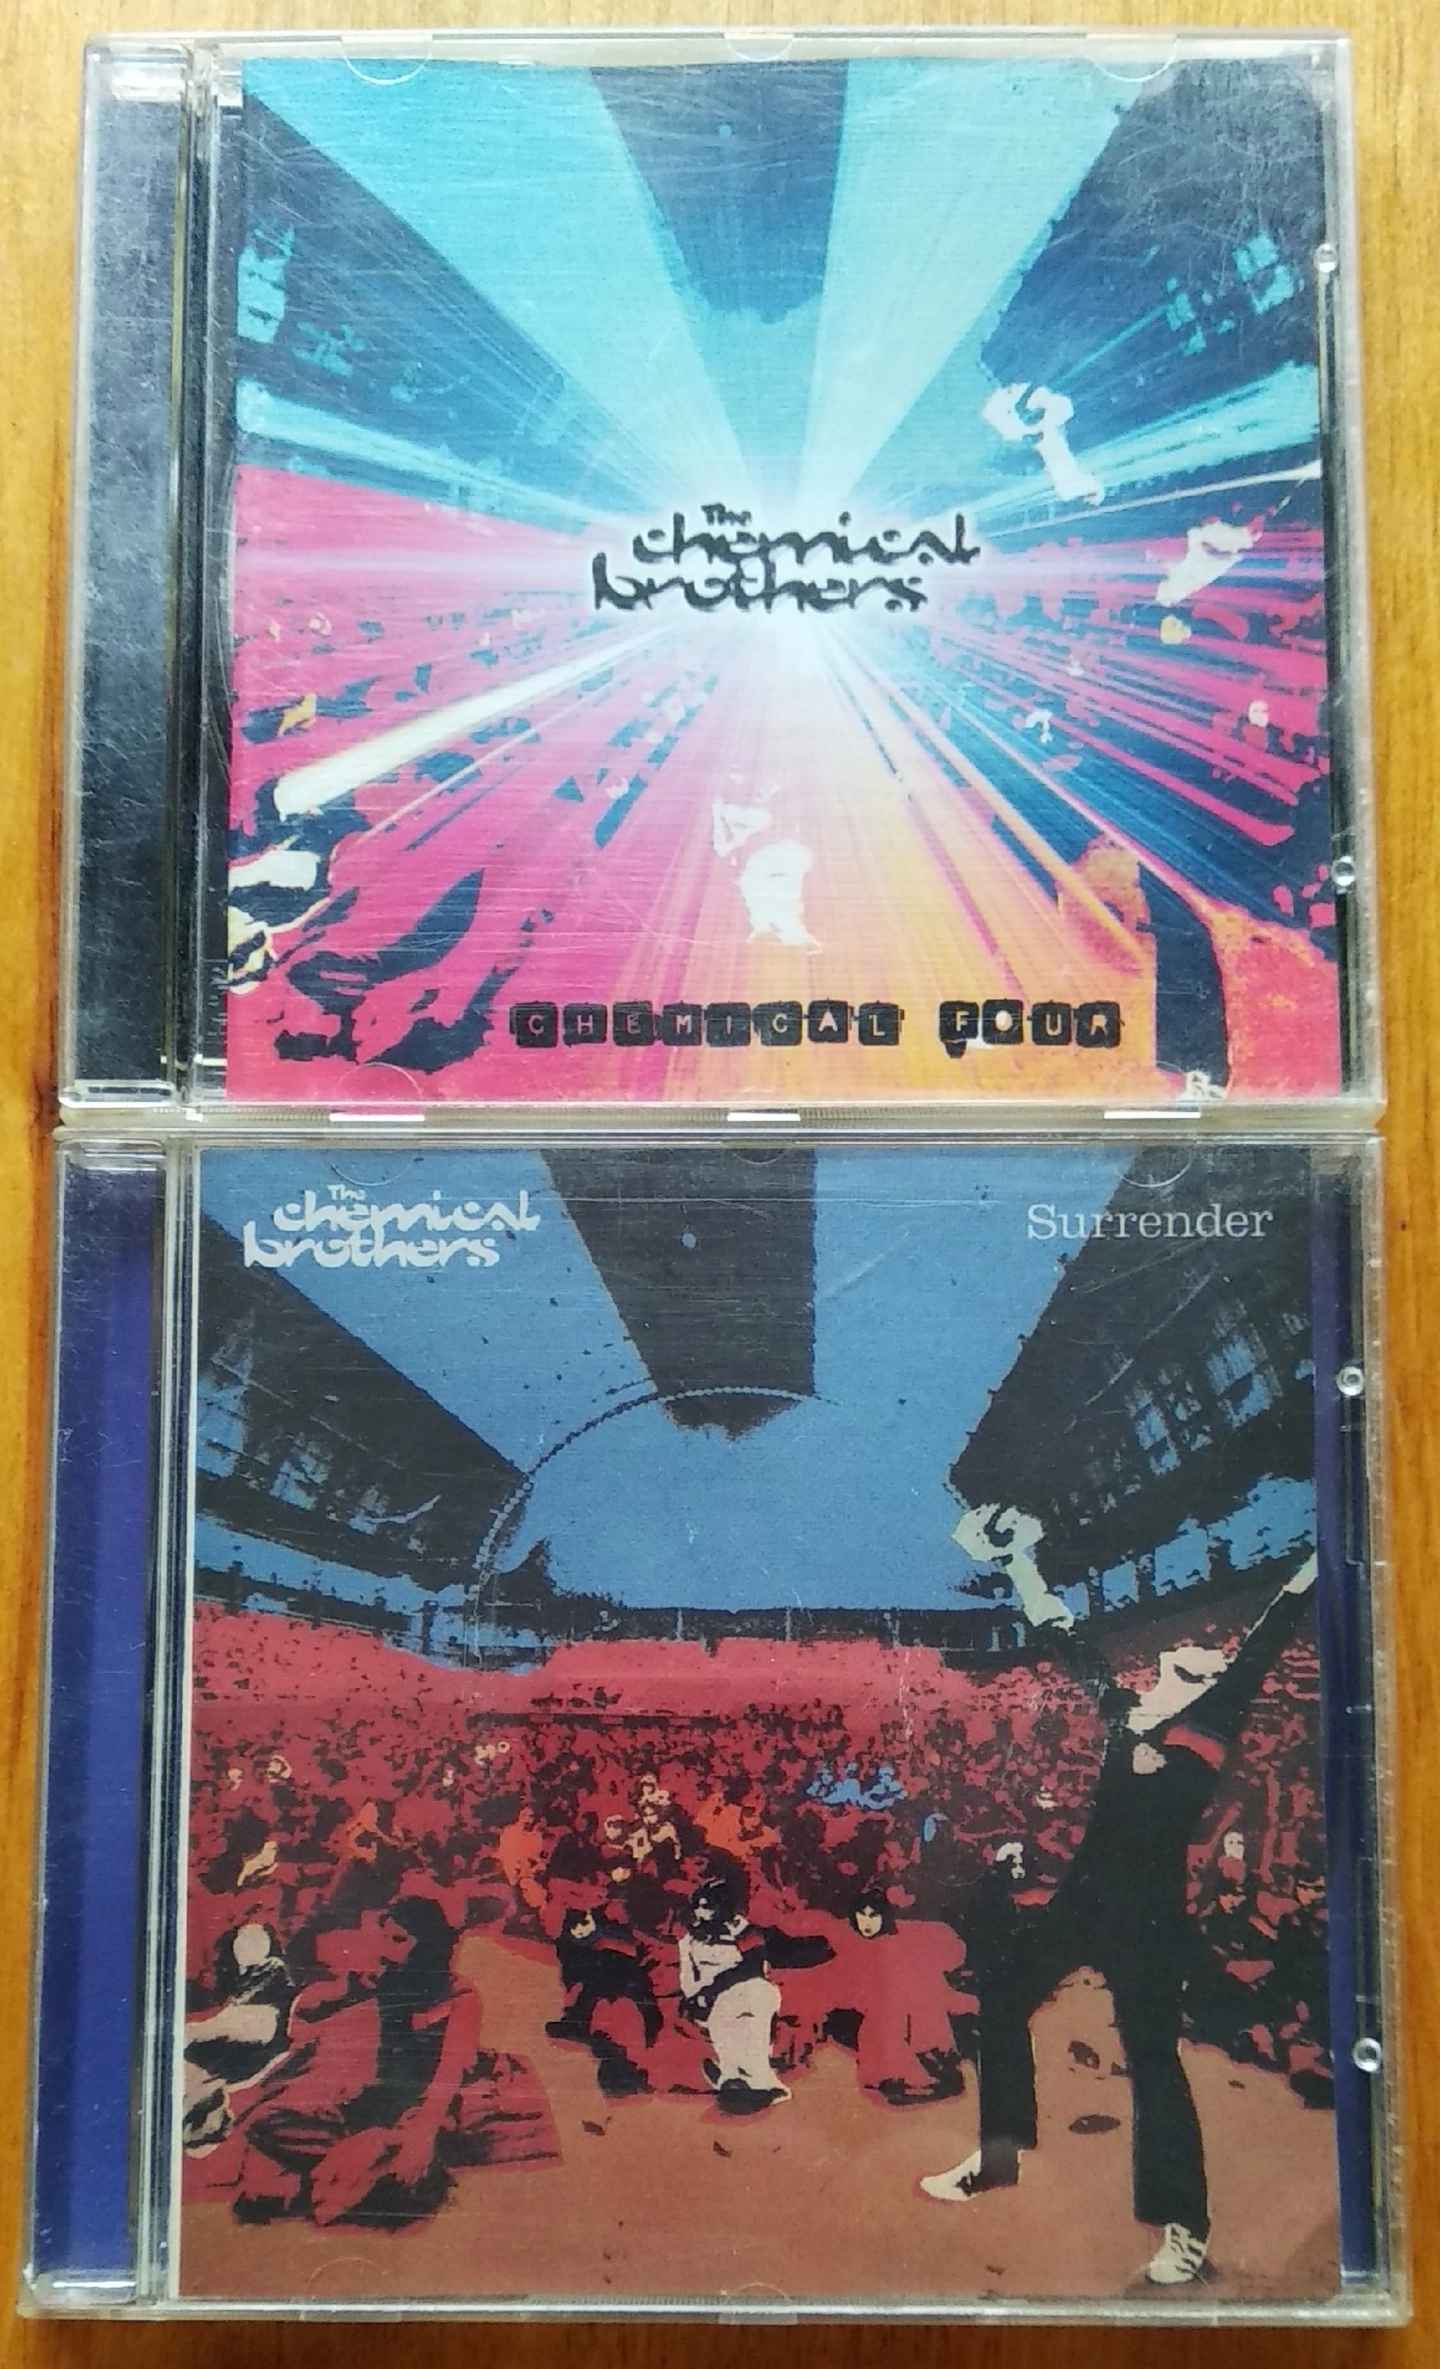 The
chemical
brothers
CHEMICAL FOUR
The
chemical
brothers
Surrender